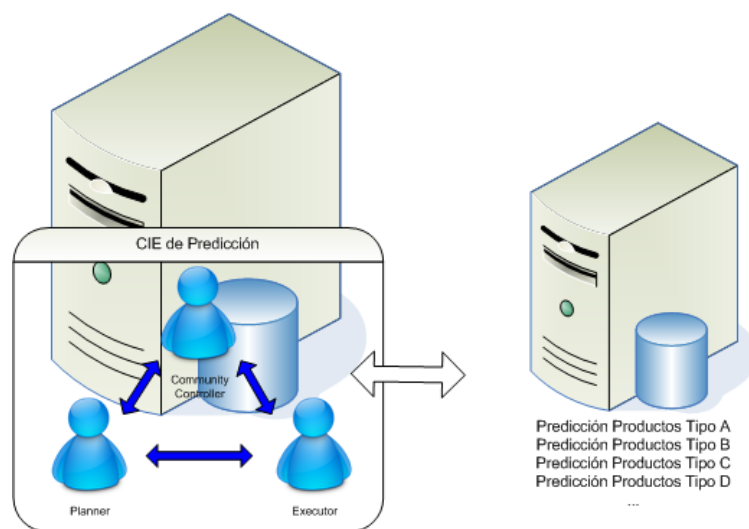 CIE de Predicción
Community
Controller
Planner
Executor
Predicción Productos Tipo A
Predicción Productos Tipo B
Predicción Productos Tipo C
Predicción Productos Tipo D
...